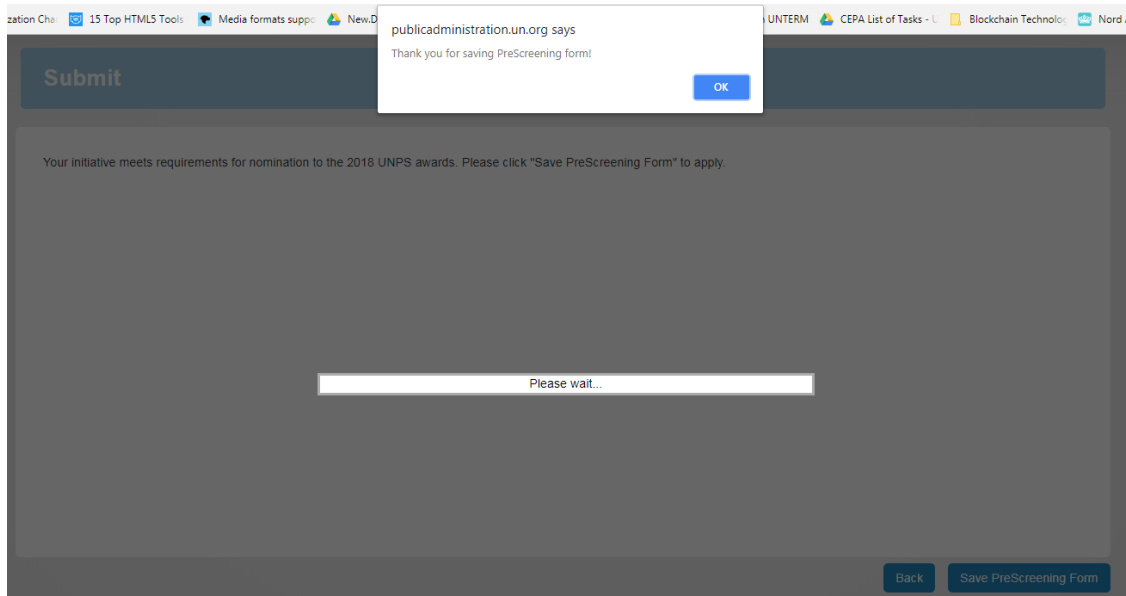 zation Cha
15 Top HTML5 Tools
Media formats suppo
New.D
UNTERM
CEPA List of Tasks - U
Blockchain Technolog
Nord
publicadministration.un.org says
Thank you for saving PreScreening form!
OK
Submit
Your initiative meets requirements for nomination to the 2018 UNPS awards. Please click "Save PreScreening Form" to apply.
Please wait...
Back
Save PreScreening Form